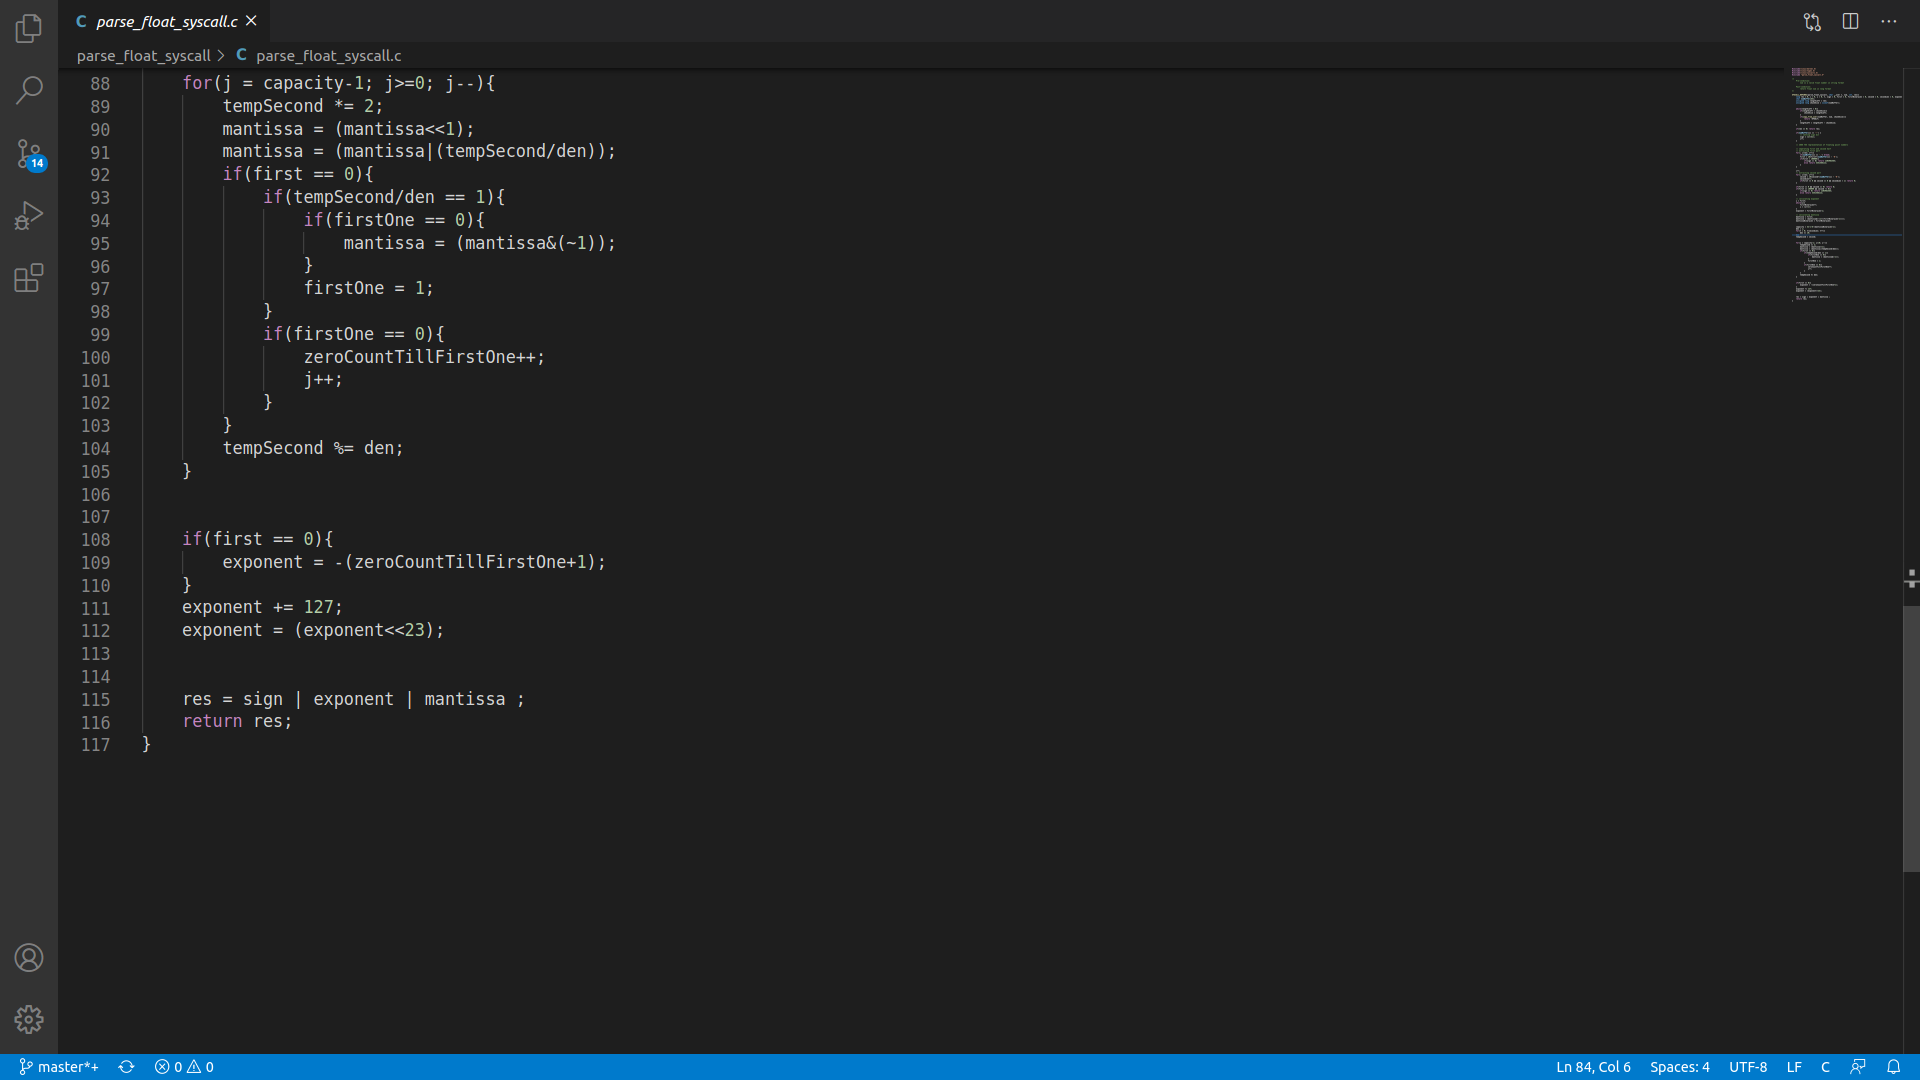 parse_float_syscall.c
parse_float_syscall > C parse_float_syscall.c
88 for(j = capacity-1; j>=0; j--){
89 tempSecond *= 2;
90 mantissa = (mantissa<<1);
91 mantissa = (mantissa|(tempSecond/den));
92 if(first == 0){
93 if(tempSecond/den == 1){
94 if(firstOne == 0){
95 mantissa = (mantissa&(~1));
96 }
97 firstOne = 1;
98 }
99 if(firstOne == 0){
100 zeroCountTillFirstOne++;
101 j++;
102 }
103 }
104 tempSecond %= den;
105 }
106
107
108 if(first == 0){
109 exponent = -(zeroCountTillFirstOne+1);
110 }
111 exponent += 127;
112 exponent = (exponent<<23);
113
114
115 res = sign | exponent | mantissa ;
116 return res;
117 }
14
master*+ 0 0 Ln 84, Col 6 Spaces: 4 UTF-8 LF C